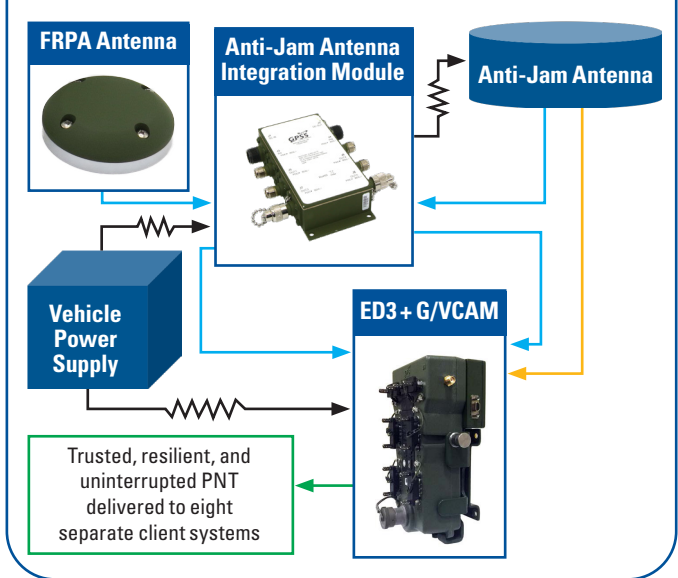 FRPA Antenna
Anti-Jam Antenna
Integration Module
Anti-Jam Antenna
GPSS
Vehicle
Power
Supply
ED3 + G/VCAM
Trusted, resilient, and
uninterrupted PNT
delivered to eight
separate client systems